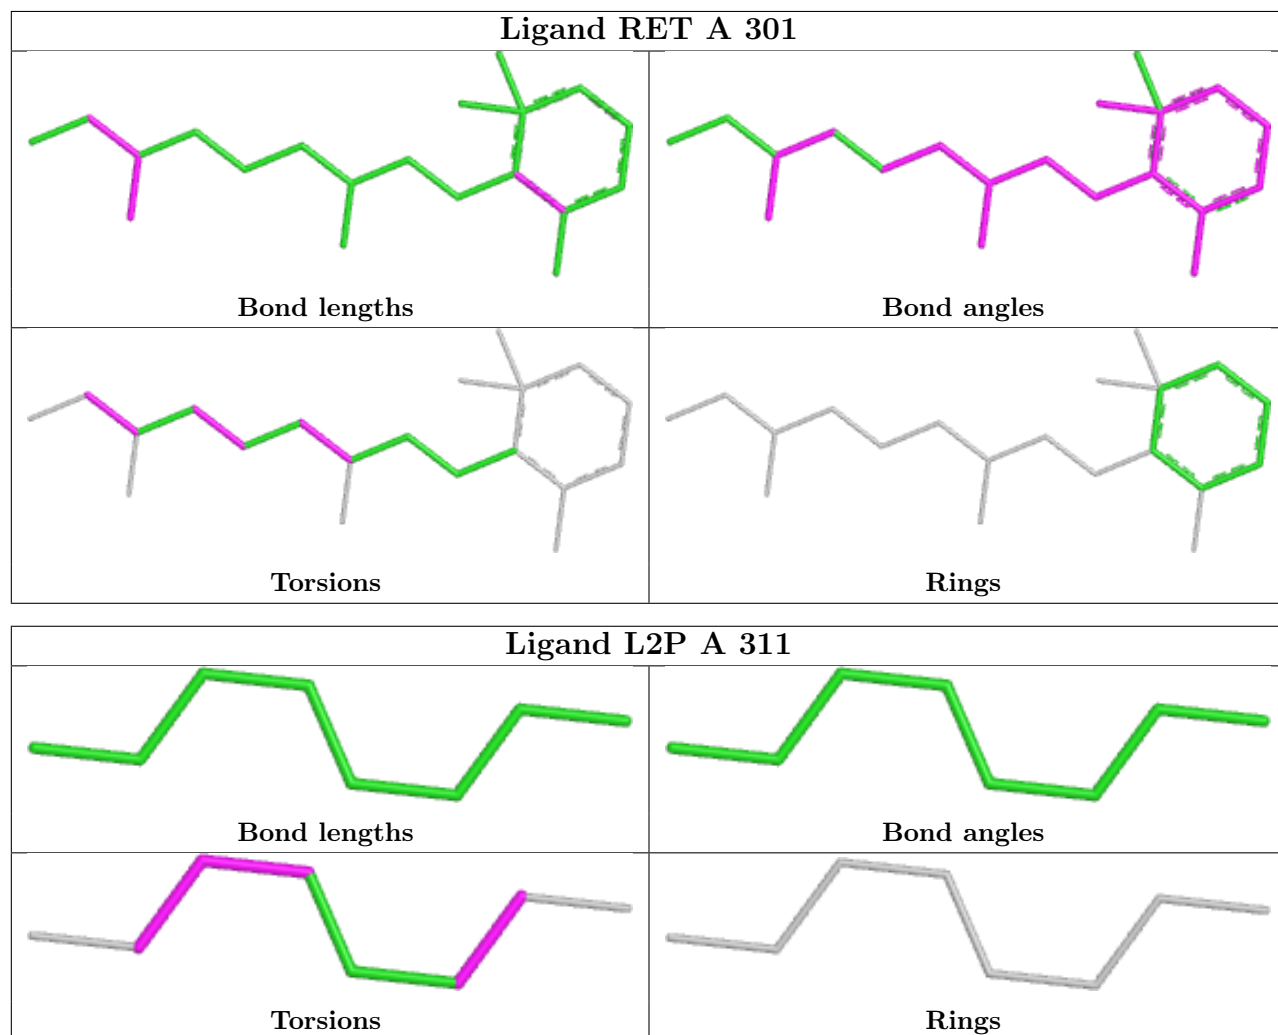 Ligand RET A 301
Bond lengths
Bond angles
Torsions
Rings
Ligand L2P A 311
Bond lengths
Bond angles
Torsions
Rings